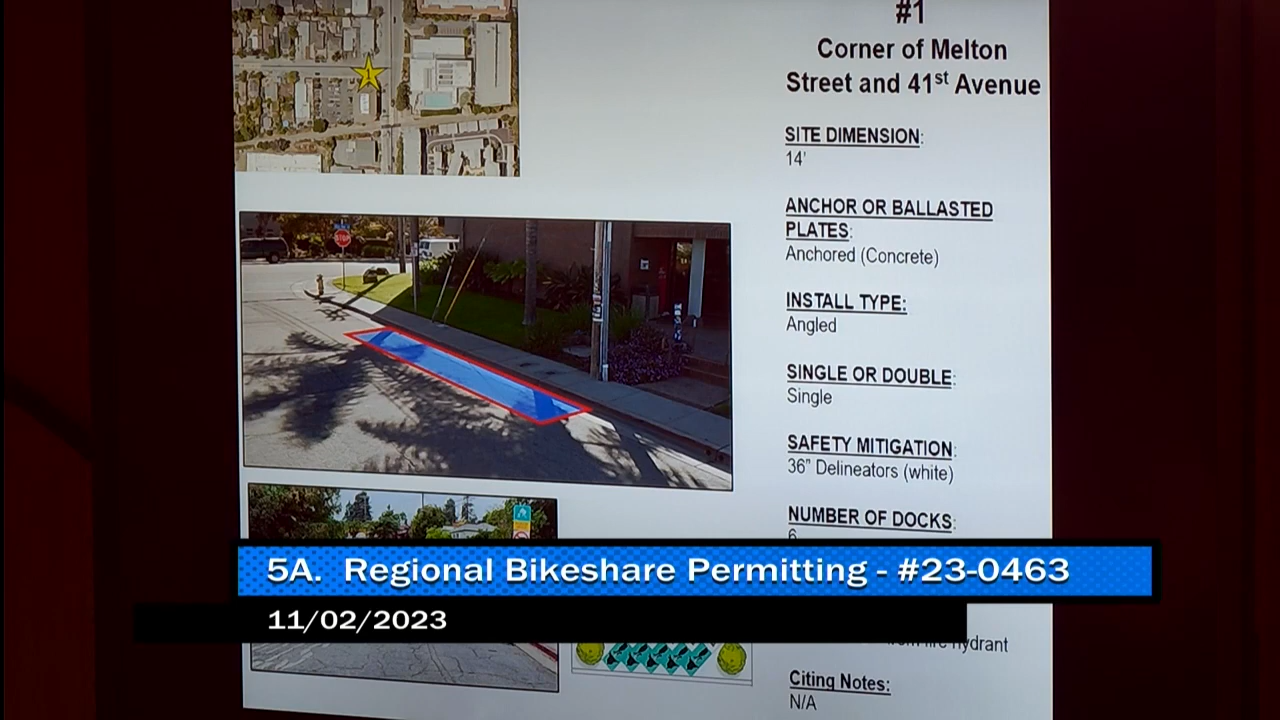 #1
Corner of Melton
Street and 41st Avenue
SITE DIMENSION:
14'
ANCHOR OR BALLASTED
PLATES:
Anchored (Concrete)
INSTALL TYPE:
Angled
SINGLE OR DOUBLE:
Single
SAFETY MITIGATION:
36" Delineators (white)
NUMBER OF DOCKS:
6
hydrant
Citing Notes:
N/A
1
STOP
5A. Regional Bikeshare Permitting - #23-0463
11/02/2023